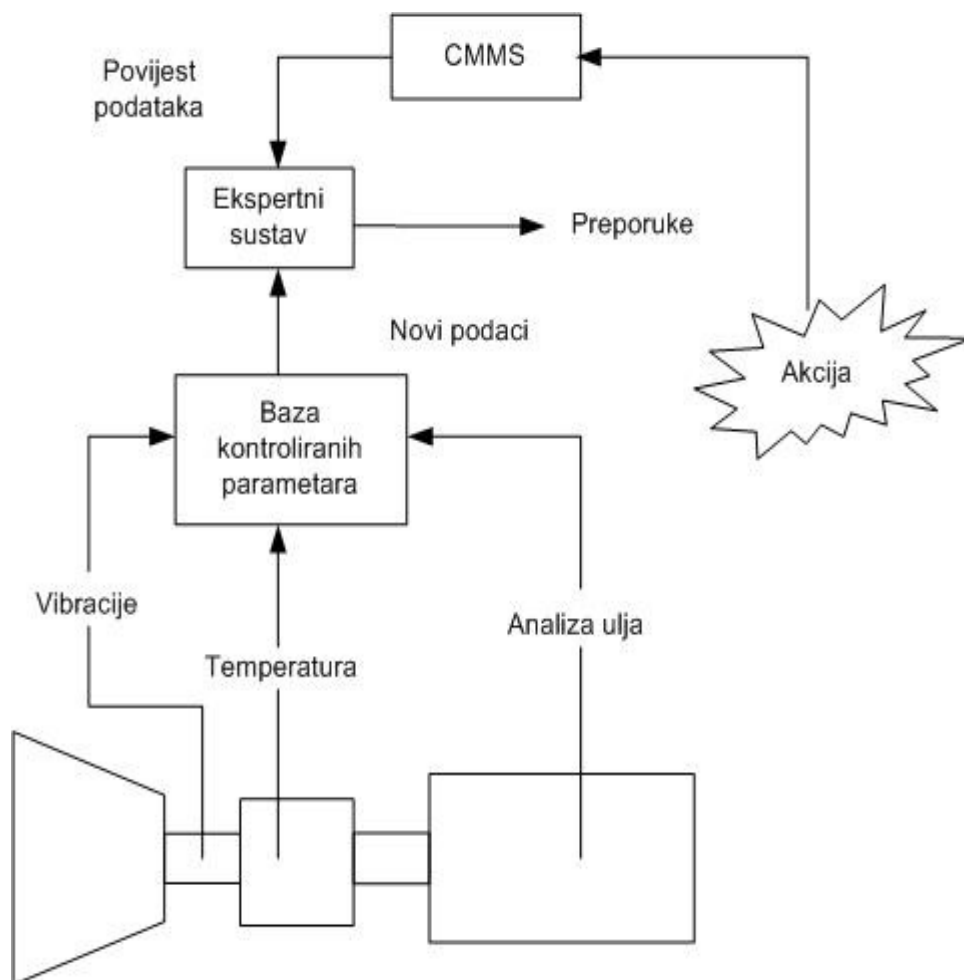 CMMS
Povijest
podataka
Ekspertni
sustav
Preporuke
Novi podaci
Akcija
Baza
kontroliranih
parametara
Vibracije
Analiza ulja
Temperatura